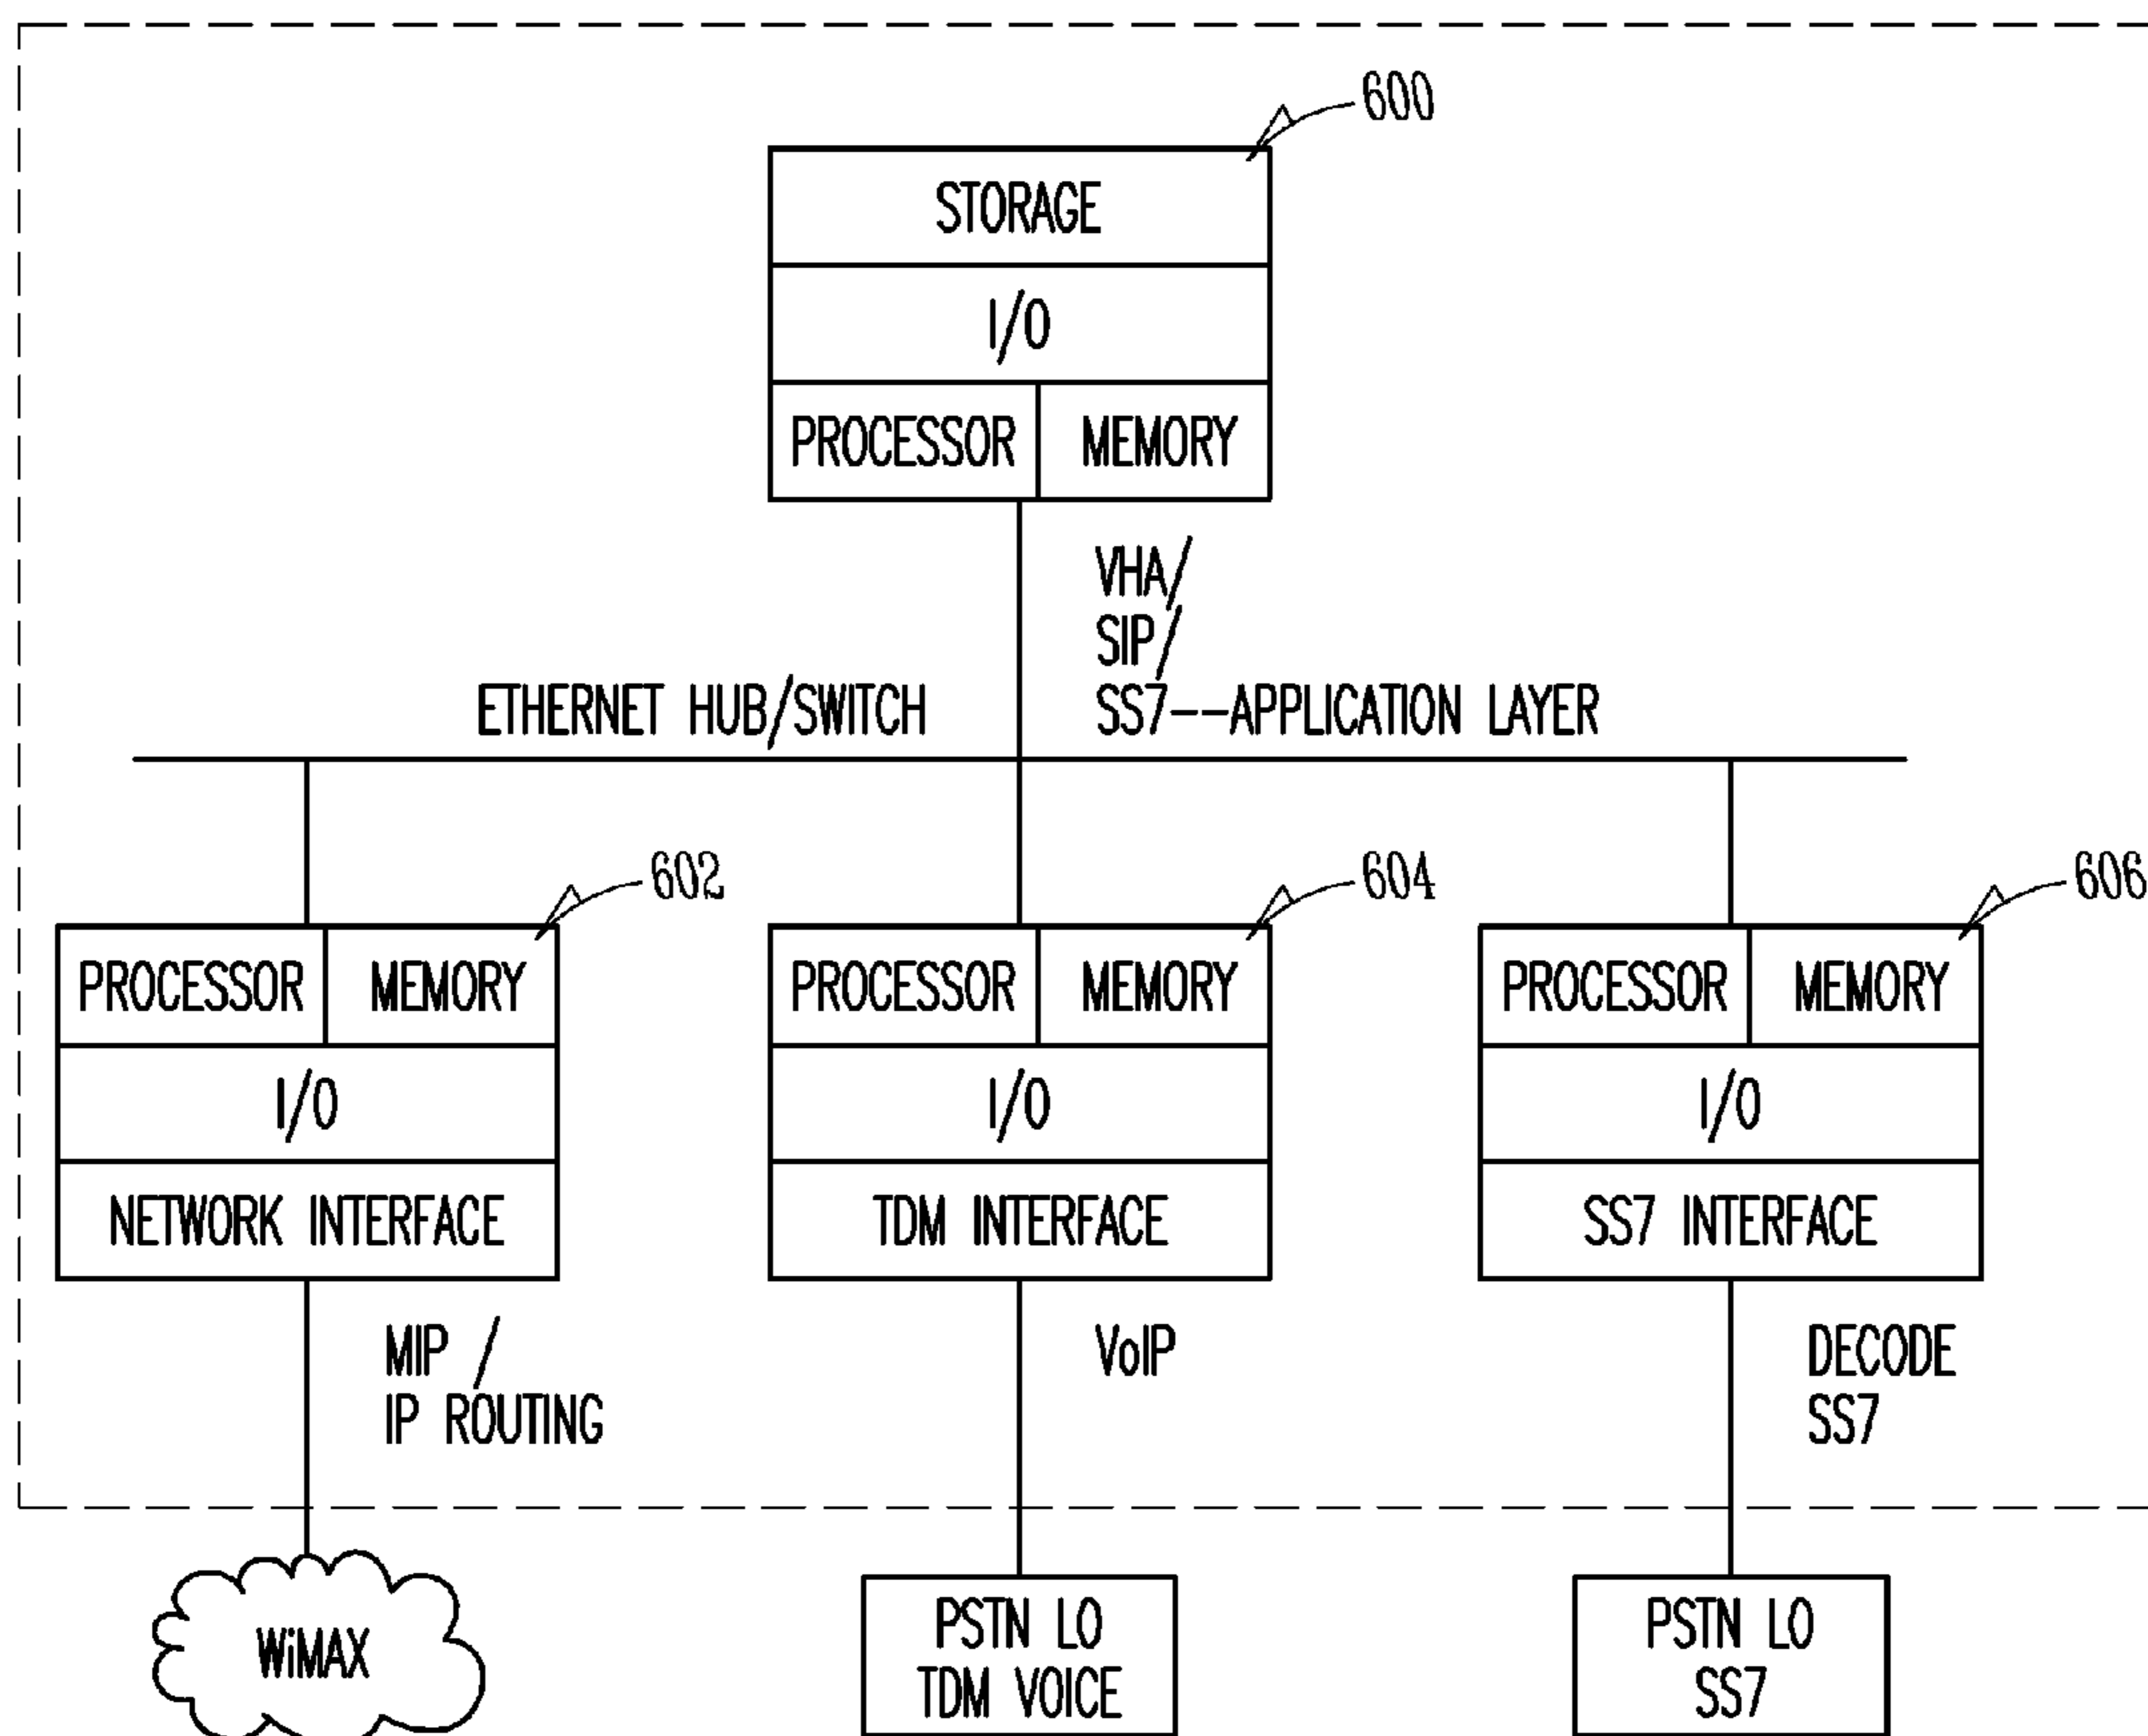 600
STORAGE
I/O
PROCESSOR MEMORY
VHA/
SIP/
ETHERNET HUB/SWITCH SS7--APPLICATION LAYER
602 604 606
PROCESSOR MEMORY PROCESSOR MEMORY PROCESSOR MEMORY
I/O I/O I/O
NETWORK INTERFACE TDM INTERFACE SS7 INTERFACE
MIP / VoIP DECODE
IP ROUTING SS7
WiMAX PSTN LO PSTN LO
TDM VOICE SS7